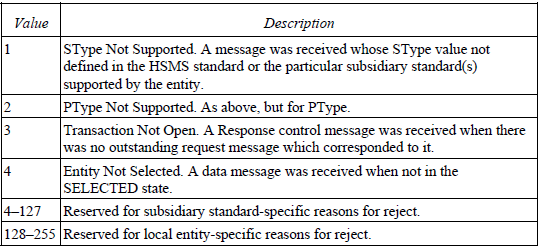 Value Description
1 SType Not Supported. A message was received whose SType value not
defined in the HSMS standard or the particular subsidiary standard(s)
supported by the entity.
2 PType Not Supported. As above, but for PType.
3 Transaction Not Open. A Response control message was received when there
was no outstanding request message which corresponded to it.
4 Entity Not Selected. A data message was received when not in the
SELECTED state.
4–127 Reserved for subsidiary standard-specific reasons for reject.
128–255 Reserved for local entity-specific reasons for reject.